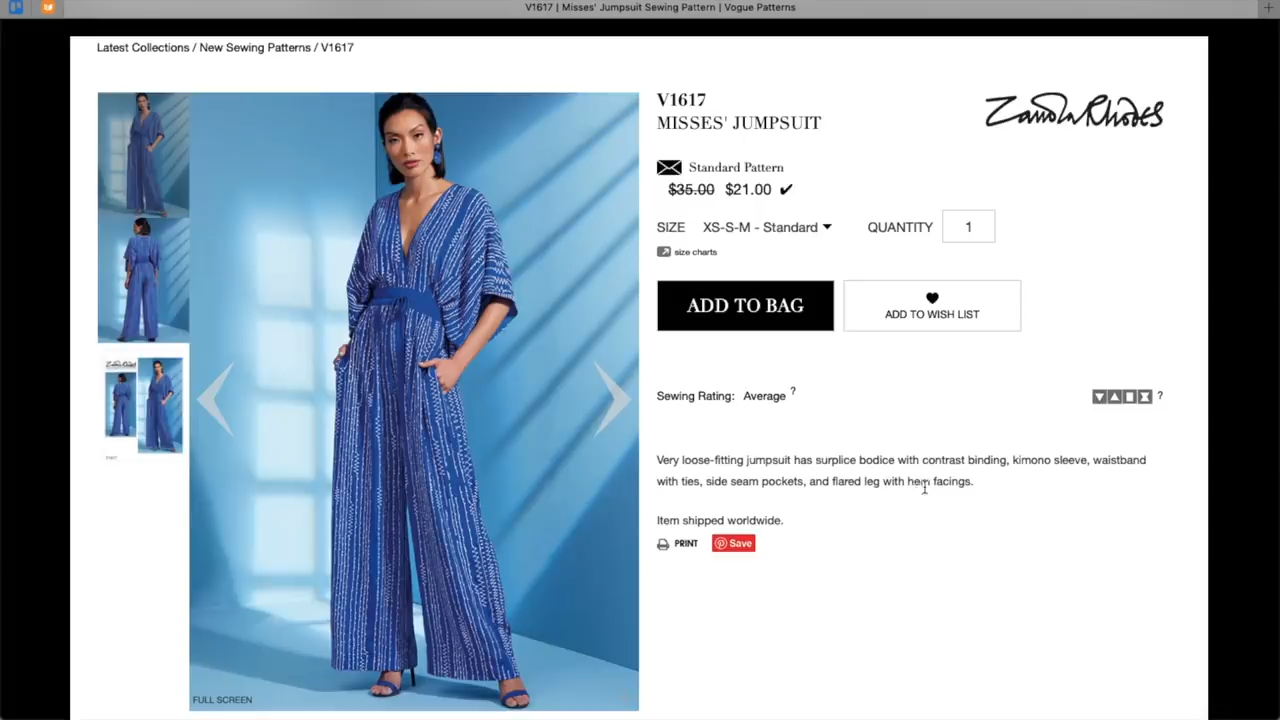 V1617 | Misses' Jumpsuit Sewing Pattern | Vogue Patterns
Latest Collections / New Sewing Patterns / V1617
V1617
MISSES' JUMPSUIT
Zandra Rhodes
Standard Pattern
$35.00 $21.00 ✔
SIZE XS-S-M - Standard QUANTITY 1
size charts
ADD TO BAG
ADD TO WISH LIST
Sewing Rating: Average ?
?
Very loose-fitting jumpsuit has surplice bodice with contrast binding, kimono sleeve, waistband
with ties, side seam pockets, and flared leg with hem facings.
Item shipped worldwide.
PRINT Save
FULL SCREEN